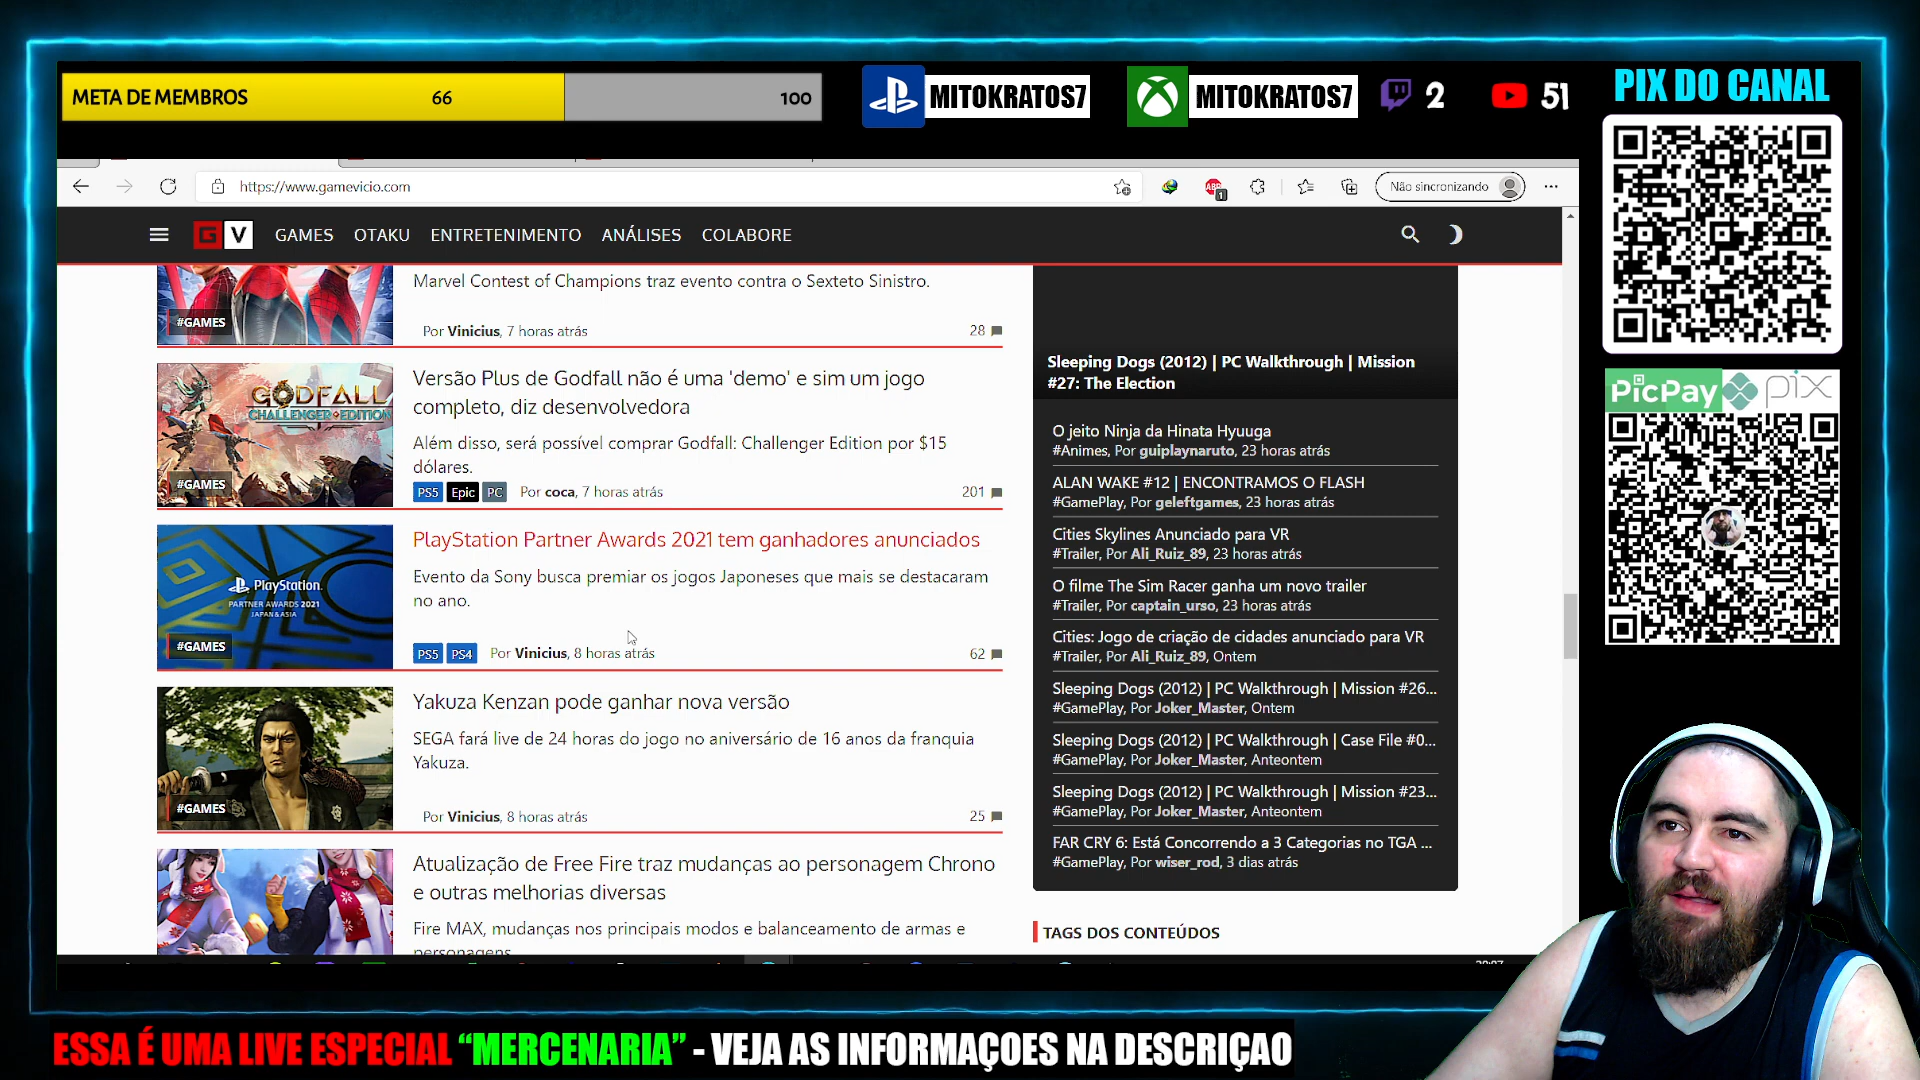 META DE MEMBROS 66 100
MITOKRATOS7
MITOKRATOS7
2
51
PIX DO CANAL
https://www.gamevicio.com
ABP
1
Não sincronizando
G V
GAMES OTAKU ENTRETENIMENTO ANÁLISES COLABORE
Marvel Contest of Champions traz evento contra o Sexteto Sinistro.
#GAMES
Por Vinicius, 7 horas atrás
28
GODFALL
CHALLENGER EDITION
#GAMES
Versão Plus de Godfall não é uma 'demo' e sim um jogo
completo, diz desenvolvedora
Além disso, será possível comprar Godfall: Challenger Edition por $15
dólares.
PS5 Epic PC Por coca, 7 horas atrás
201
PlayStation.
PARTNER AWARDS 2021
JAPAN & ASIA
#GAMES
PlayStation Partner Awards 2021 tem ganhadores anunciados
Evento da Sony busca premiar os jogos Japoneses que mais se destacaram
no ano.
PS5 PS4 Por Vinicius, 8 horas atrás
62
#GAMES
Yakuza Kenzan pode ganhar nova versão
SEGA fará live de 24 horas do jogo no aniversário de 16 anos da franquia
Yakuza.
Por Vinicius, 8 horas atrás
25
Atualização de Free Fire traz mudanças ao personagem Chrono
e outras melhorias diversas
Fire MAX, mudanças nos principais modos e balanceamento de armas e
personagens.
Sleeping Dogs (2012) | PC Walkthrough | Mission
#27: The Election
O jeito Ninja da Hinata Hyuuga
#Animes, Por guiplaynaruto, 23 horas atrás
ALAN WAKE #12 | ENCONTRAMOS O FLASH
#GamePlay, Por geleftgames, 23 horas atrás
Cities Skylines Anunciado para VR
#Trailer, Por Ali_Ruiz_89, 23 horas atrás
O filme The Sim Racer ganha um novo trailer
#Trailer, Por captain_urso, 23 horas atrás
Cities: Jogo de criação de cidades anunciado para VR
#Trailer, Por Ali_Ruiz_89, Ontem
Sleeping Dogs (2012) | PC Walkthrough | Mission #26...
#GamePlay, Por Joker_Master, Ontem
Sleeping Dogs (2012) | PC Walkthrough | Case File #0...
#GamePlay, Por Joker_Master, Anteontem
Sleeping Dogs (2012) | PC Walkthrough | Mission #23...
#GamePlay, Por Joker_Master, Anteontem
FAR CRY 6: Está Concorrendo a 3 Categorias no TGA ...
#GamePlay, Por wiser_rod, 3 dias atrás
TAGS DOS CONTEÚDOS
PicPay pix
ESSA É UMA LIVE ESPECIAL “MERCENARIA” - VEJA AS INFORMAÇOES NA DESCRIÇAO